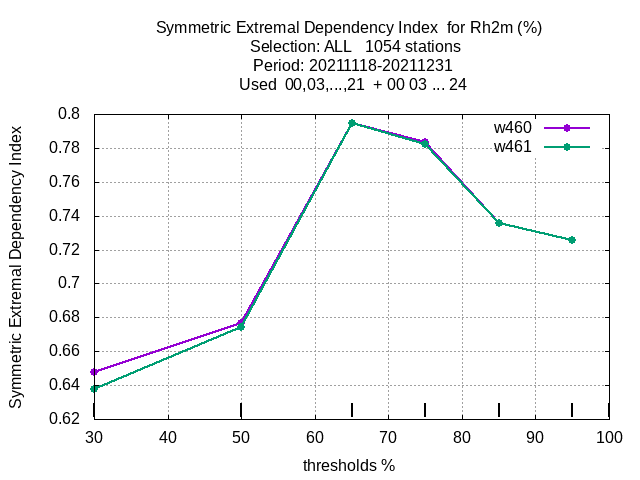 Symmetric Extremal Dependency Index  for Rh2m (%)
Selection: ALL   1054 stations
Period: 20211118-20211231
Used  00,03,...,21  + 00 03 ... 24
Symmetric Extremal Dependency Index
0.8
0.78
0.76
0.74
0.72
0.7
0.68
0.66
0.64
0.62
w460
w461
30 40 50 60 70 80 90 100
thresholds %